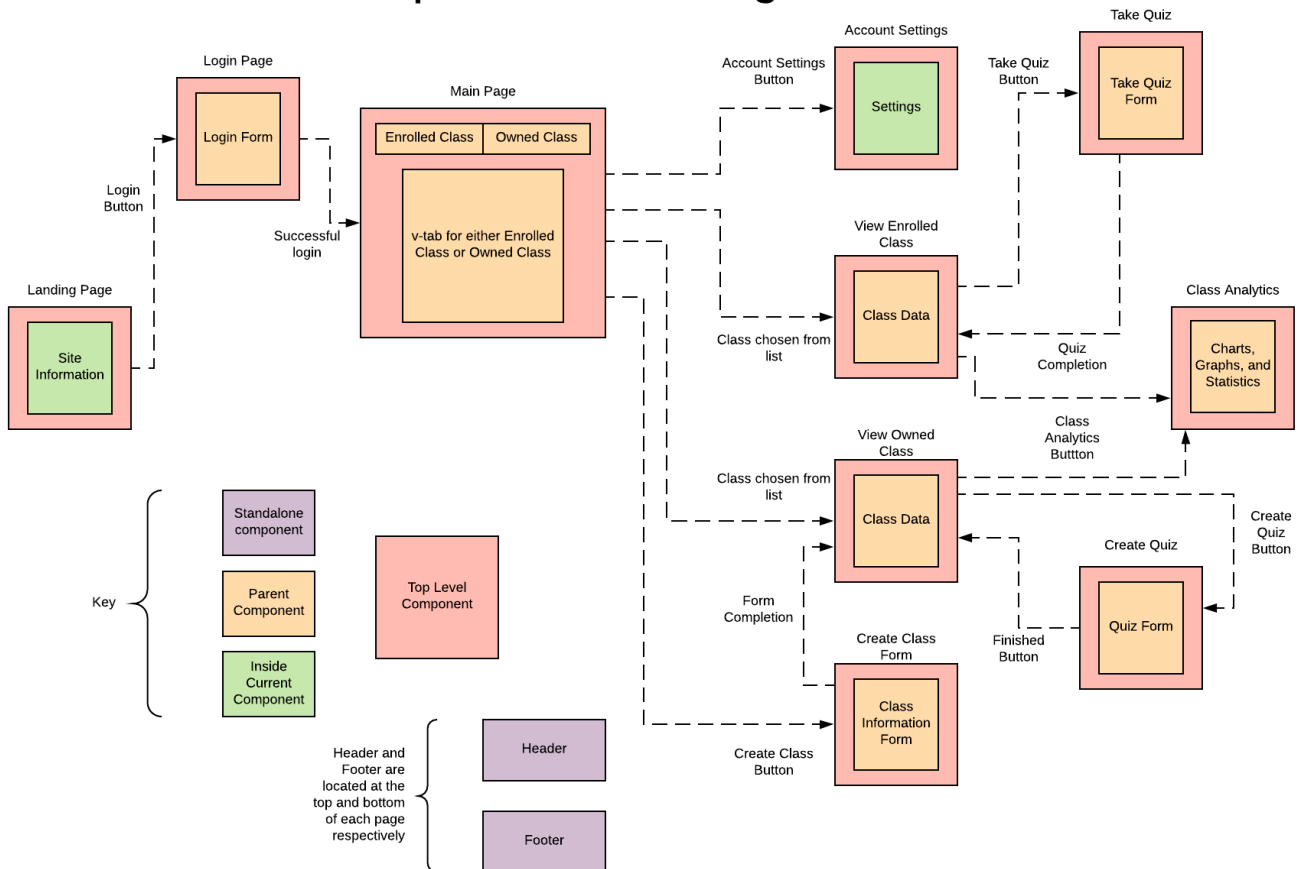 Take Quiz
Account Settings
Login Page
Account Settings
Button
Take Quiz
Button
Main Page
Take Quiz
Form
Settings
Login Form
Enrolled Class
Owned Class
Login
Button
Successful
login
v-tab for either Enrolled
Class or Owned Class
View Enrolled
Class
Landing Page
Class Analytics
Class Data
Site
Information
Class chosen from
list
Quiz
Completion
Charts,
Graphs, and
Statistics
Class
Analytics
Buttton
View Owned
Class
Class chosen from
list
Class Data
Create
Quiz
Button
Create Quiz
Standalone
component
Key
Parent
Component
Top Level
Component
Inside
Current
Component
Form
Completion
Quiz Form
Finished
Button
Create Class
Form
Class
Information
Form
Create Class
Button
Header and
Footer are
located at the
top and bottom
of each page
respectively
Header
Footer